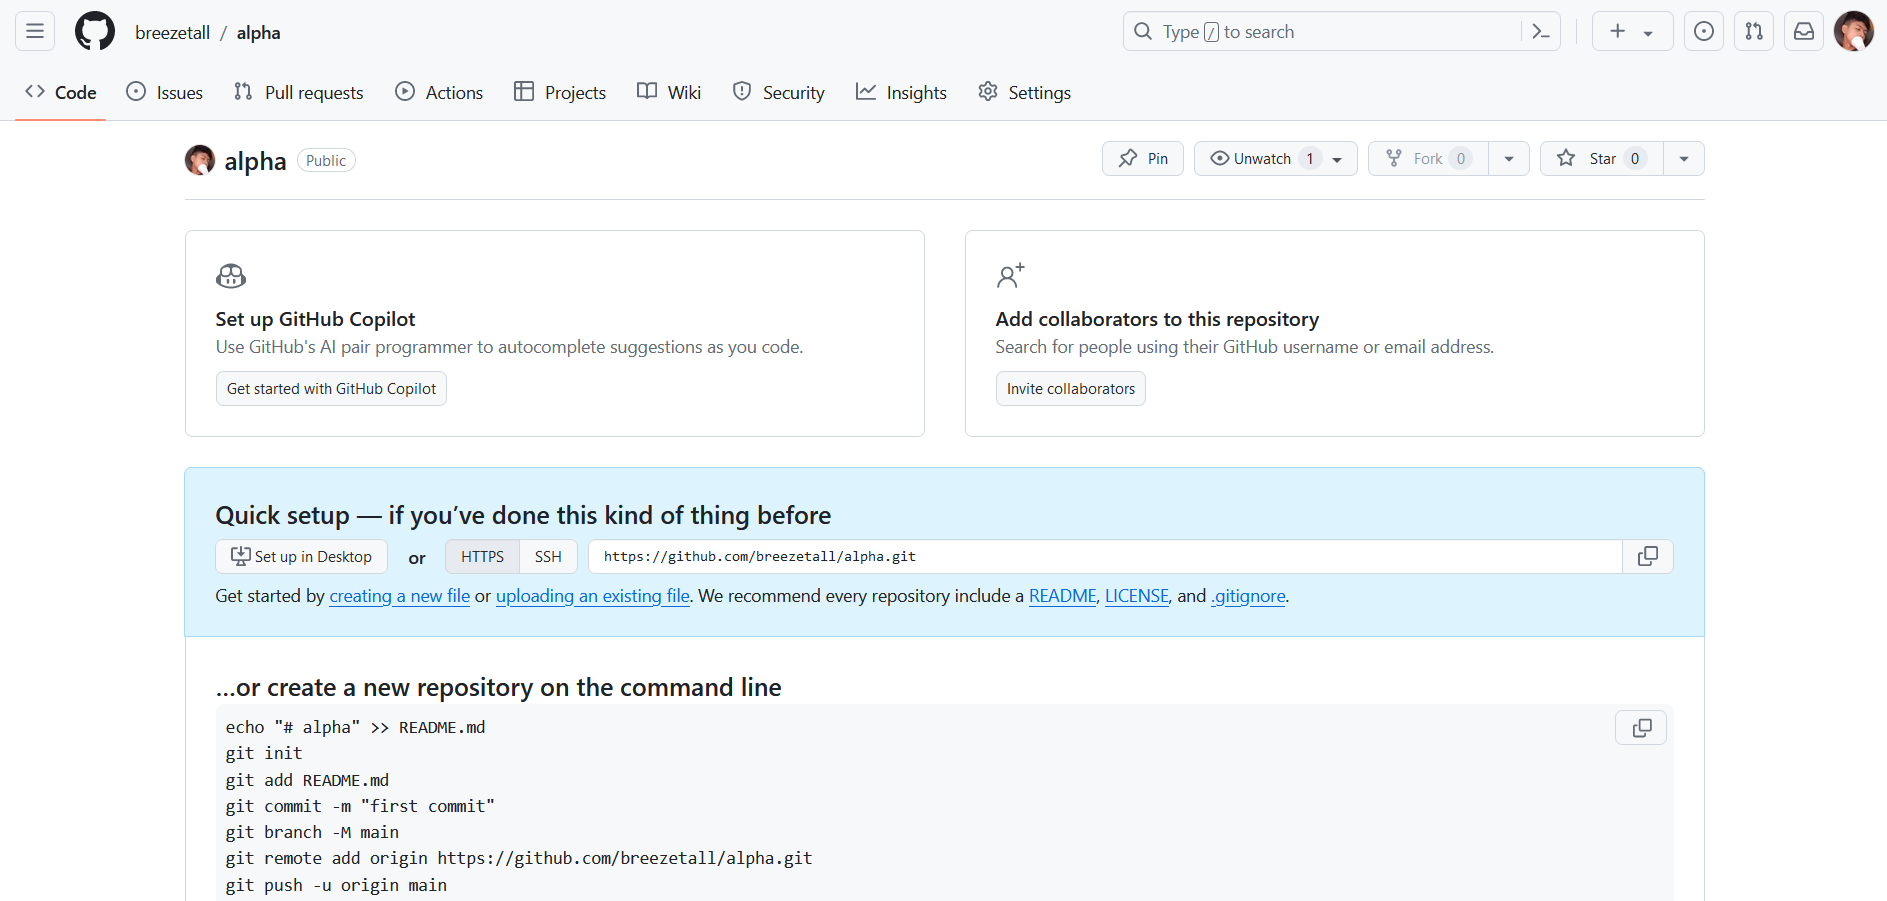 breezetall / alpha
Type / to search
Code Issues Pull requests Actions Projects Wiki Security Insights Settings
alpha Public
Pin Unwatch 1 Fork 0 Star 0
Set up GitHub Copilot
Use GitHub's AI pair programmer to autocomplete suggestions as you code.
Get started with GitHub Copilot
Add collaborators to this repository
Search for people using their GitHub username or email address.
Invite collaborators
Quick setup — if you’ve done this kind of thing before
Set up in Desktop or HTTPS SSH https://github.com/breezetall/alpha.git
Get started by creating a new file or uploading an existing file. We recommend every repository include a README, LICENSE, and .gitignore.
…or create a new repository on the command line
echo "# alpha" >> README.md
git init
git add README.md
git commit -m "first commit"
git branch -M main
git remote add origin https://github.com/breezetall/alpha.git
git push -u origin main